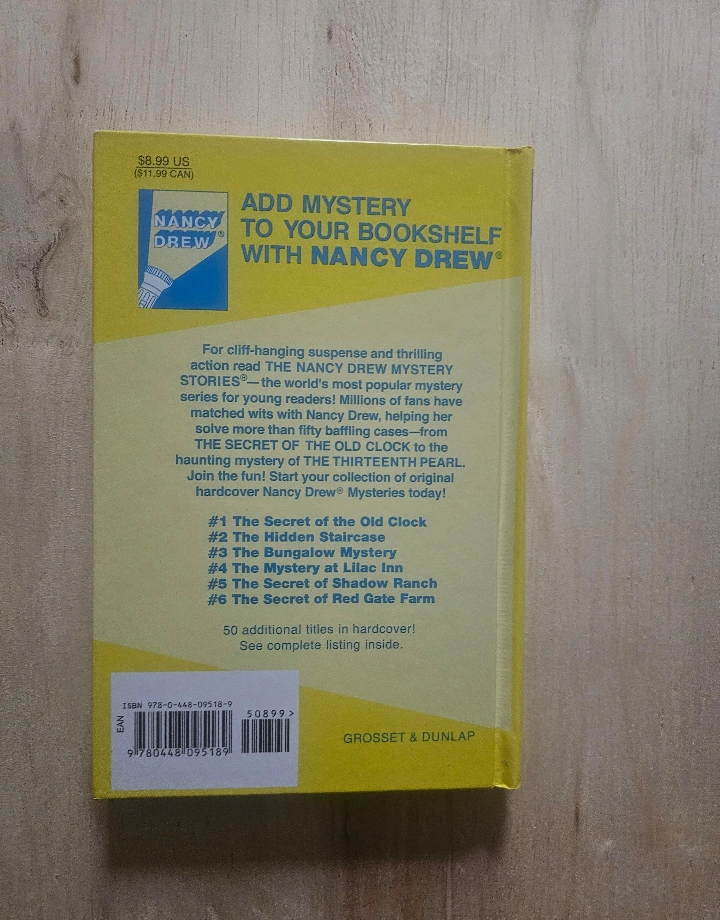 $8.99 US
($11.99 CAN)
NANCY
DREW®
ADD MYSTERY
TO YOUR BOOKSHELF
WITH NANCY DREW®
For cliff-hanging suspense and thrilling
action read THE NANCY DREW MYSTERY
STORIES®—the world's most popular mystery
series for young readers! Millions of fans have
matched wits with Nancy Drew, helping her
solve more than fifty baffling cases—from
THE SECRET OF THE OLD CLOCK to the
haunting mystery of THE THIRTEENTH PEARL.
Join the fun! Start your collection of original
hardcover Nancy Drew® Mysteries today!
#1 The Secret of the Old Clock
#2 The Hidden Staircase
#3 The Bungalow Mystery
#4 The Mystery at Lilac Inn
#5 The Secret of Shadow Ranch
#6 The Secret of Red Gate Farm
50 additional titles in hardcover!
See complete listing inside.
ISBN 978-0-448-09518-9
50899>
EAN
9 780448 095189
GROSSET & DUNLAP